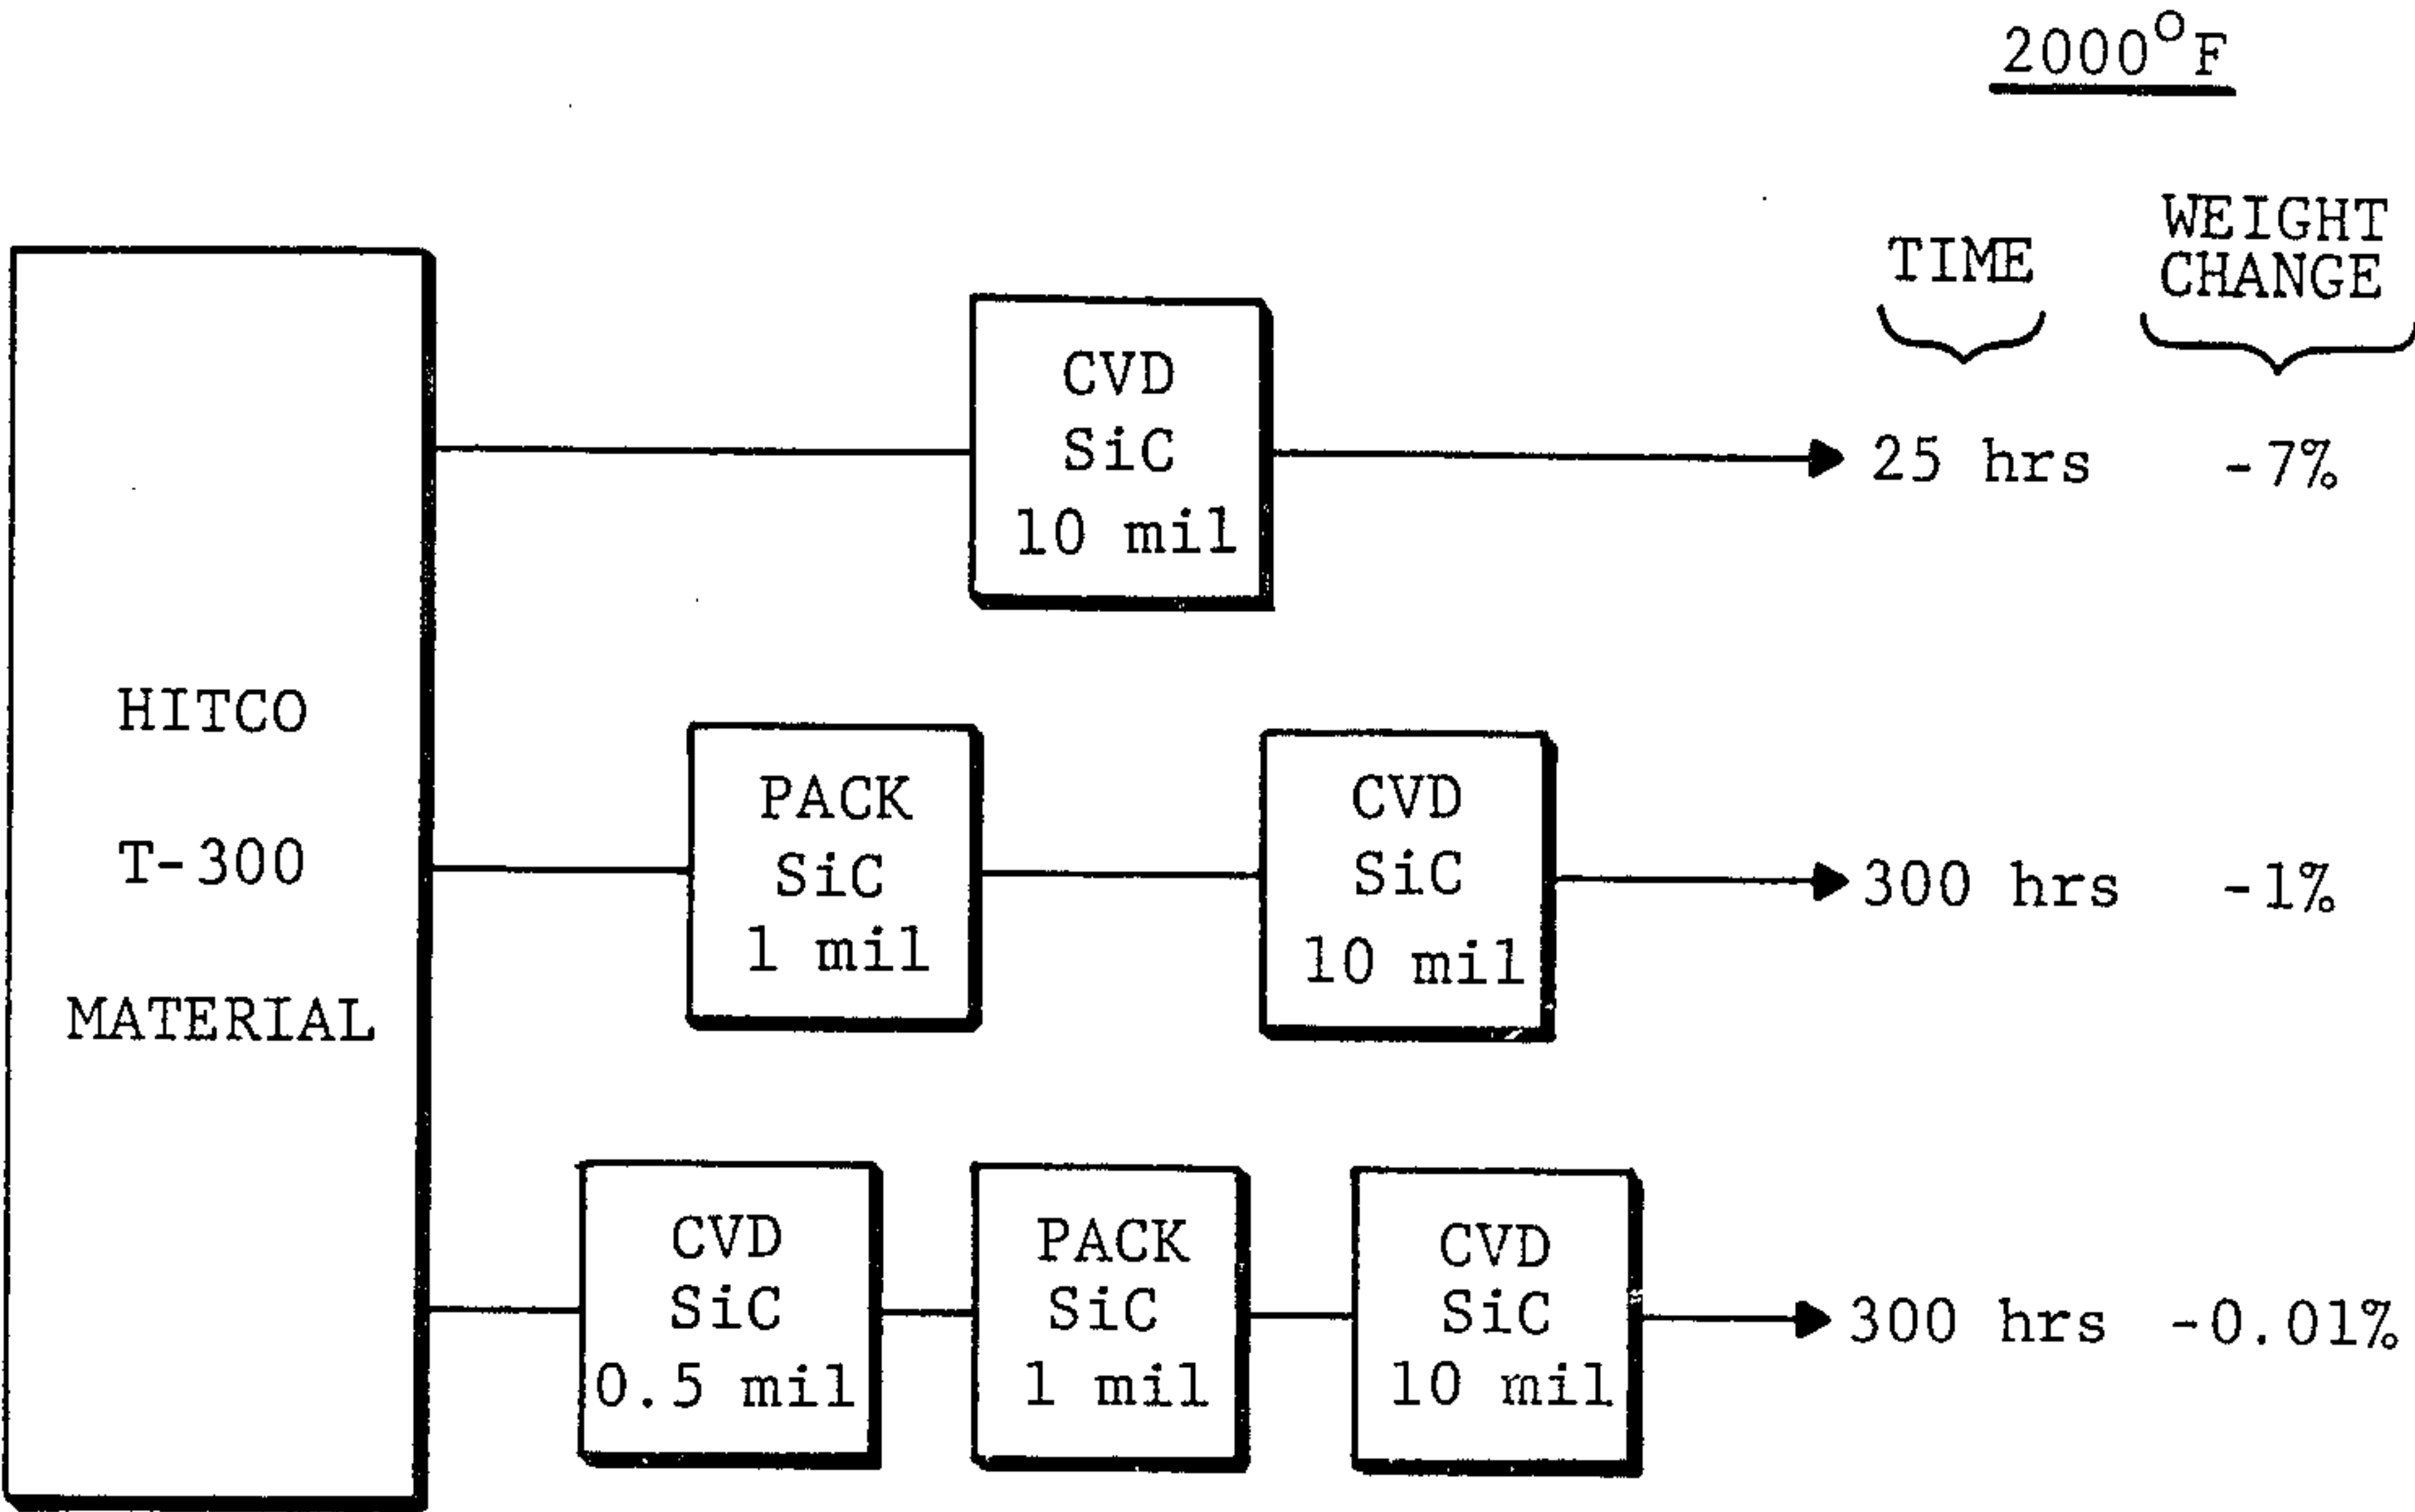 2000°F
TIME
WEIGHT
CHANGE
HITCO
T-300
MATERIAL
CVD
SiC
10 mil
25 hrs -7%
PACK
SiC
1 mil
CVD
SiC
10 mil
300 hrs -1%
CVD
SiC
0.5 mil
PACK
SiC
1 mil
CVD
SiC
10 mil
300 hrs -0.01%